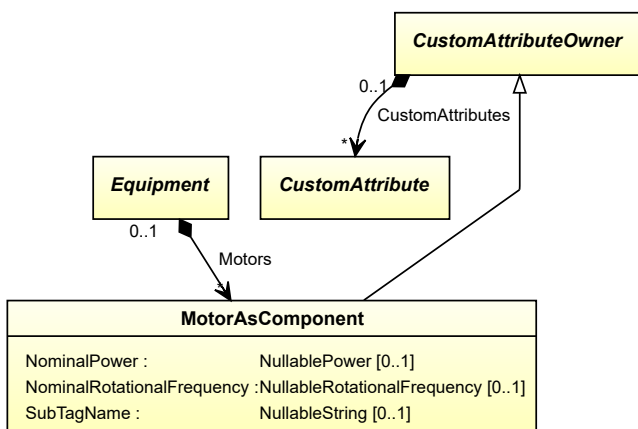 CustomAttributeOwner
0..1
CustomAttributes
*
Equipment
CustomAttribute
0..1
Motors
*
MotorAsComponent
NominalPower : NullablePower [0..1]
NominalRotationalFrequency :NullableRotationalFrequency [0..1]
SubTagName : NullableString [0..1]